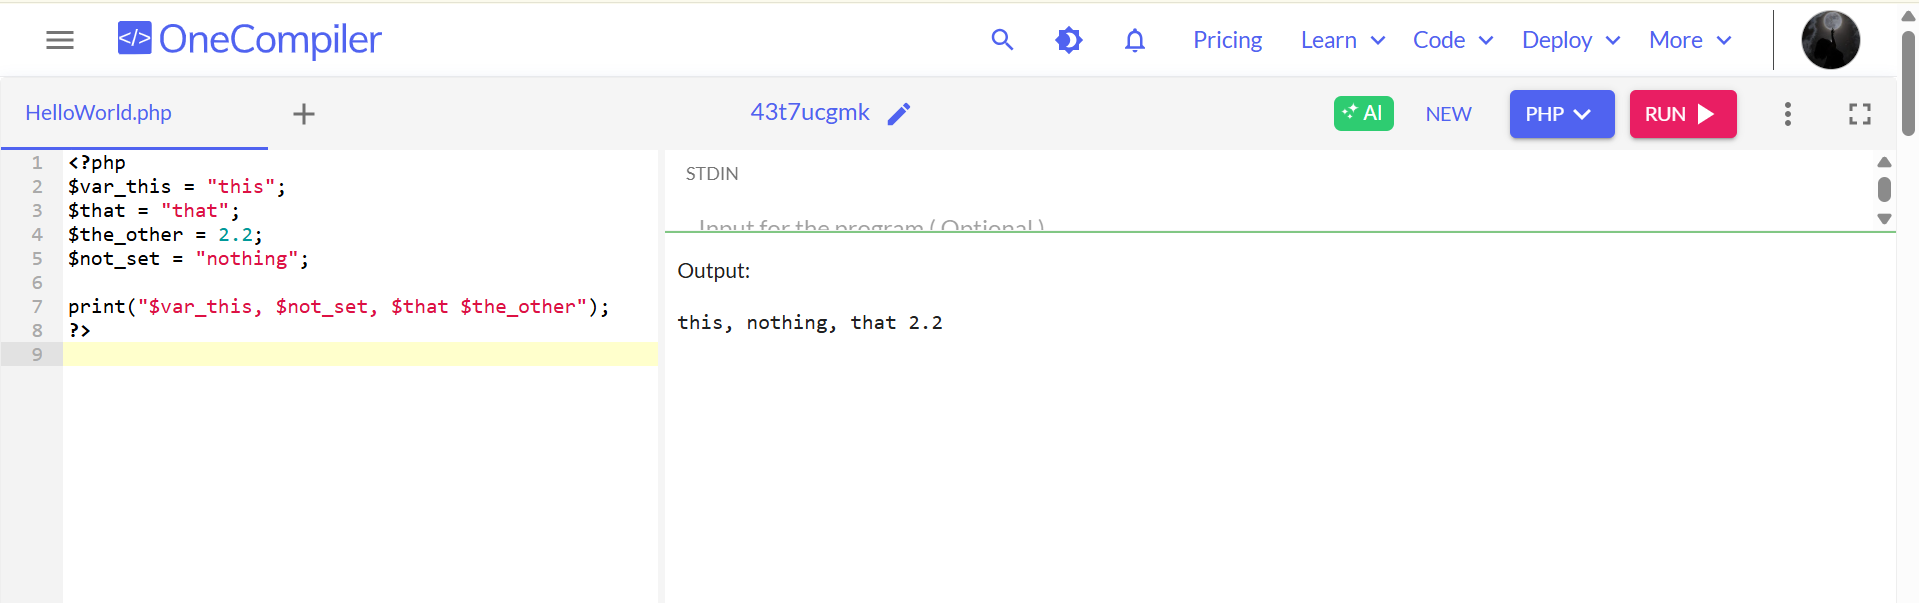 </> OneCompiler Pricing Learn Code Deploy More
HelloWorld.php + 43t7ucgmk AI NEW PHP RUN
1 <?php
2 $var_this = "this";
3 $that = "that";
4 $the_other = 2.2;
5 $not_set = "nothing";
6
7 print("$var_this, $not_set, $that $the_other");
8 ?>
9
STDIN
Input for the program ( Optional )
Output:
this, nothing, that 2.2